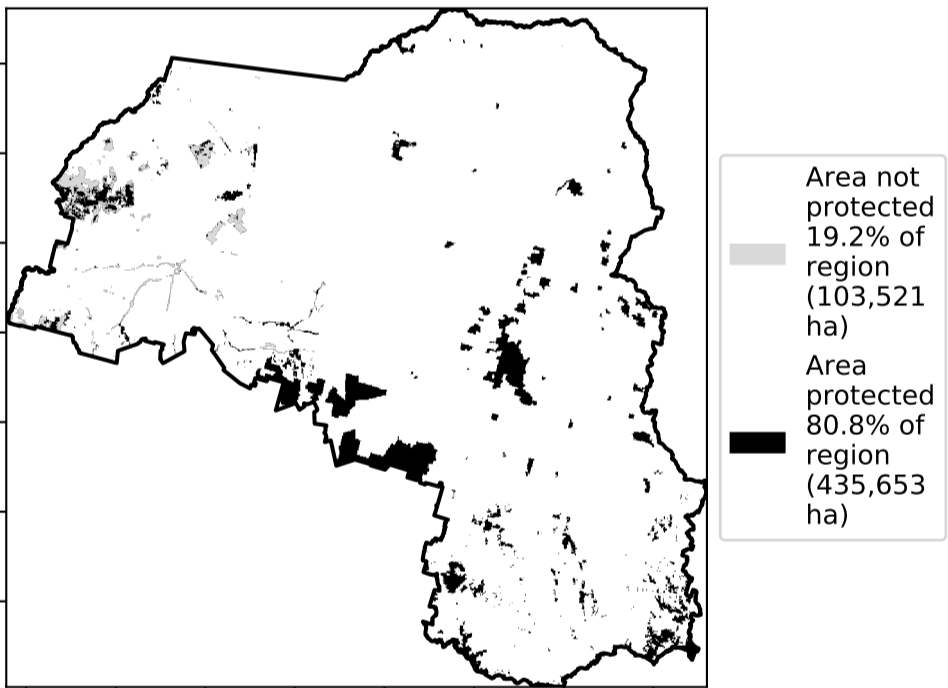 Area not
protected
19.2% of
region
(103,521
ha)
Area
protected
80.8% of
region
(435,653
ha)